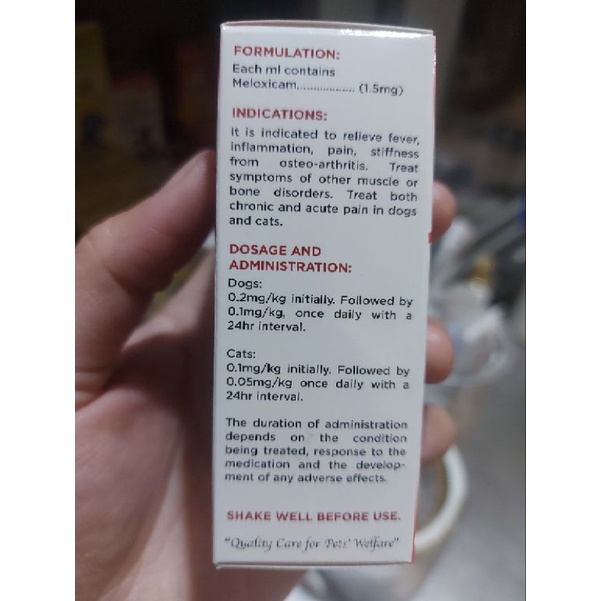 FORMULATION:
Each ml contains
Meloxicam.................. (1.5mg)
INDICATIONS:
It is indicated to relieve fever,
inflammation, pain, stiffness
from osteo-arthritis. Treat
symptoms of other muscle or
bone disorders. Treat both
chronic and acute pain in dogs
and cats.
DOSAGE AND
ADMINISTRATION:
Dogs:
0.2mg/kg initially. Followed by
0.1mg/kg, once daily with a
24hr interval.
Cats:
0.1mg/kg initially. Followed by
0.05mg/kg once daily with a
24hr interval.
The duration of administration
depends on the condition
being treated, response to the
medication and the develop-
ment of any adverse effects.
SHAKE WELL BEFORE USE.
"Quality Care for Pets' Welfare"